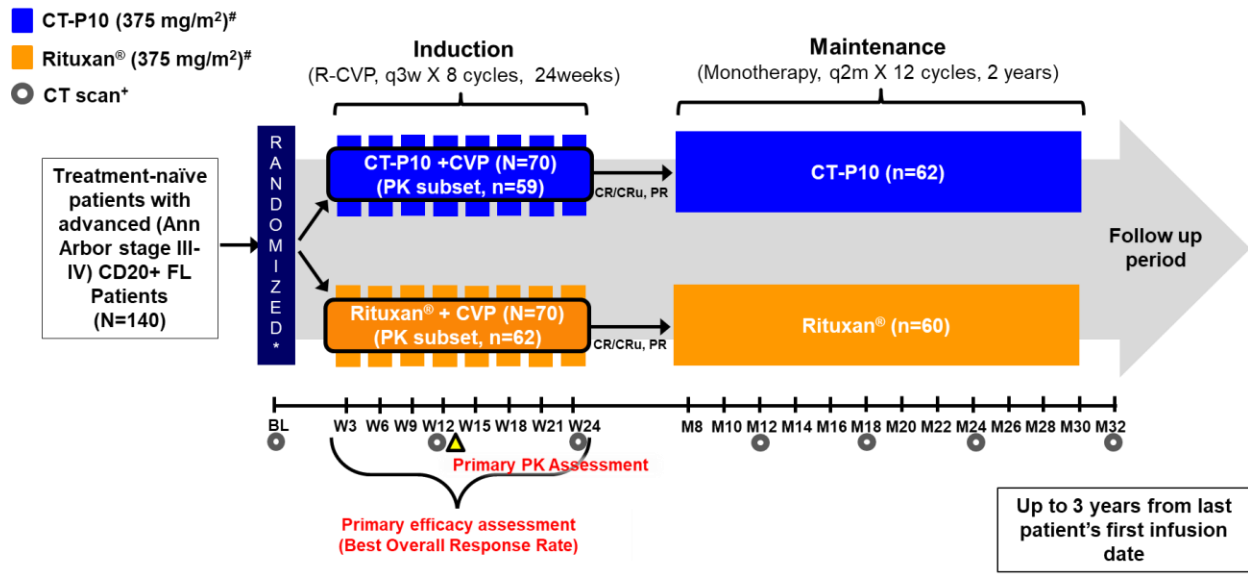 CT-P10 (375 mg/m²)#
Rituxan® (375 mg/m²)#
CT scan⁺
Induction
(R-CVP, q3w X 8 cycles, 24weeks)
Maintenance
(Monotherapy, q2m X 12 cycles, 2 years)
Treatment-naïve
patients with
advanced (Ann
Arbor stage III-
IV) CD20+ FL
Patients
(N=140)
RANDOMIZED*
CT-P10 +CVP (N=70)
(PK subset, n=59)
CR/CRu, PR
CT-P10 (n=62)
Rituxan® + CVP (N=70)
(PK subset, n=62)
CR/CRu, PR
Rituxan® (n=60)
Follow up
period
BL W3 W6 W9 W12 W15 W18 W21 W24 M8 M10 M12 M14 M16 M18 M20 M22 M24 M26 M28 M30 M32
Primary PK Assessment
Primary efficacy assessment
(Best Overall Response Rate)
Up to 3 years from last
patient's first infusion
date